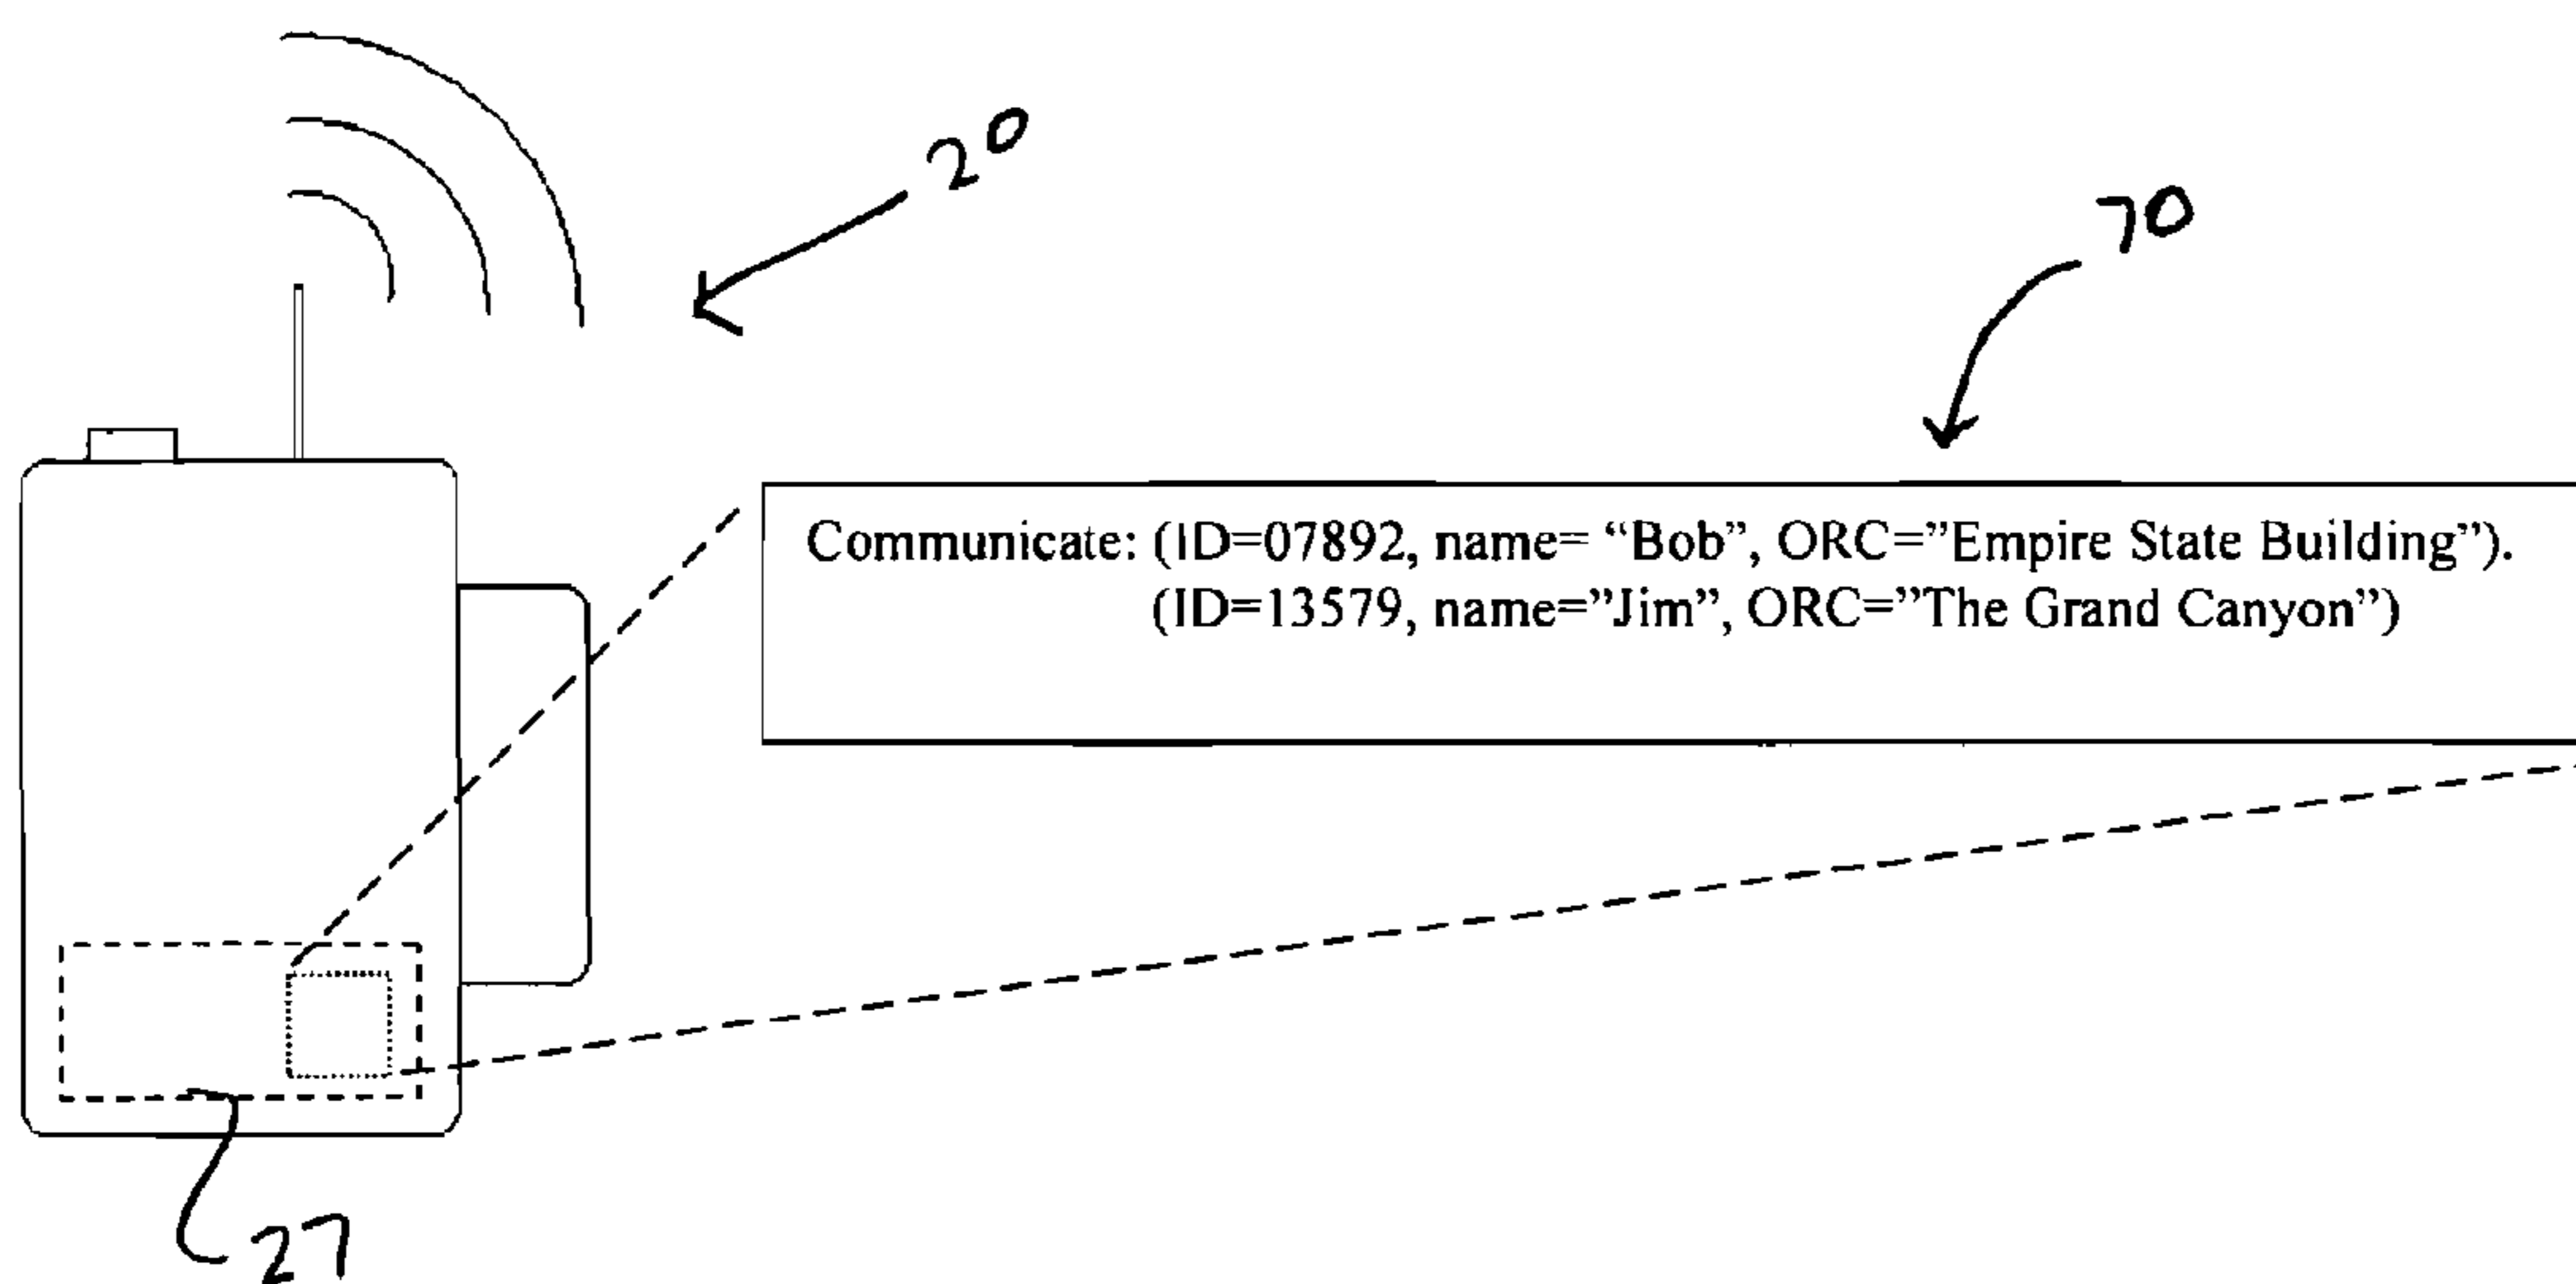 20
70
Communicate: (ID=07892, name= “Bob”, ORC=”Empire State Building”).
(ID=13579, name=”Jim”, ORC=”The Grand Canyon”)
27